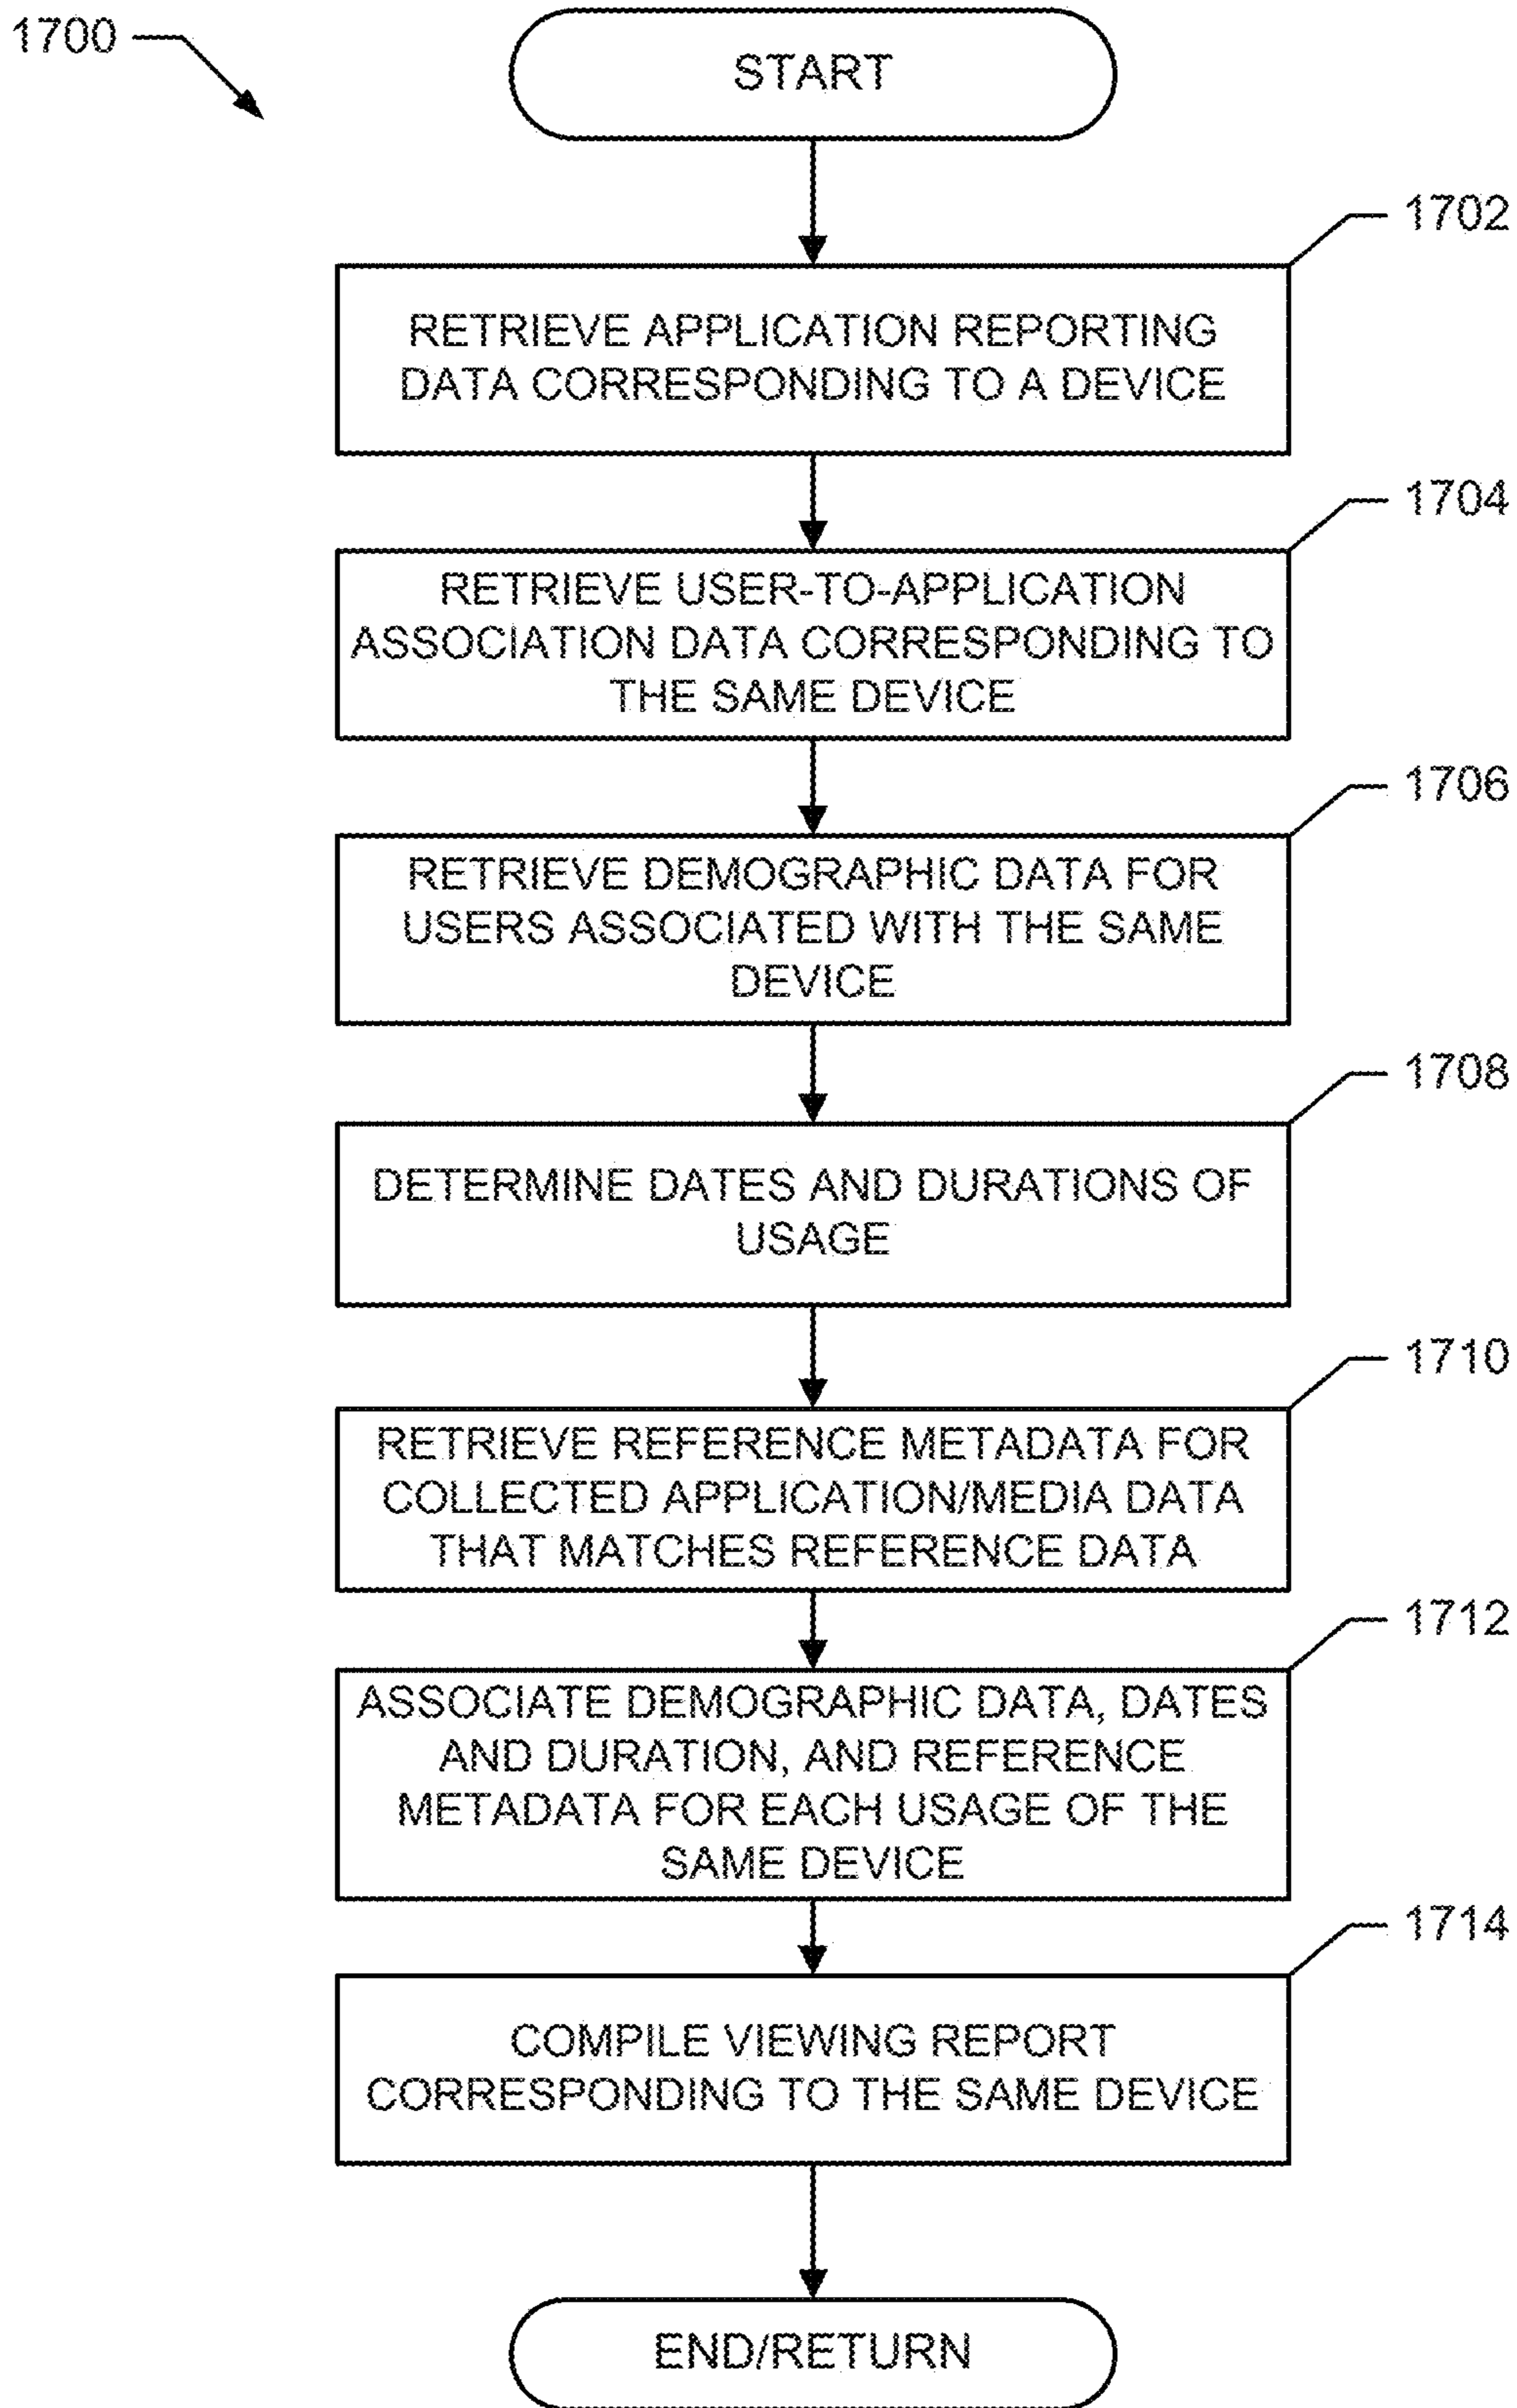 1700
START
1702
RETRIEVE APPLICATION REPORTING
DATA CORRESPONDING TO A DEVICE
1704
RETRIEVE USER-TO-APPLICATION
ASSOCIATION DATA CORRESPONDING TO
THE SAME DEVICE
1706
RETRIEVE DEMOGRAPHIC DATA FOR
USERS ASSOCIATED WITH THE SAME
DEVICE
1708
DETERMINE DATES AND DURATIONS OF
USAGE
1710
RETRIEVE REFERENCE METADATA FOR
COLLECTED APPLICATION/MEDIA DATA
THAT MATCHES REFERENCE DATA
1712
ASSOCIATE DEMOGRAPHIC DATA, DATES
AND DURATION, AND REFERENCE
METADATA FOR EACH USAGE OF THE
SAME DEVICE
1714
COMPILE VIEWING REPORT
CORRESPONDING TO THE SAME DEVICE
END/RETURN